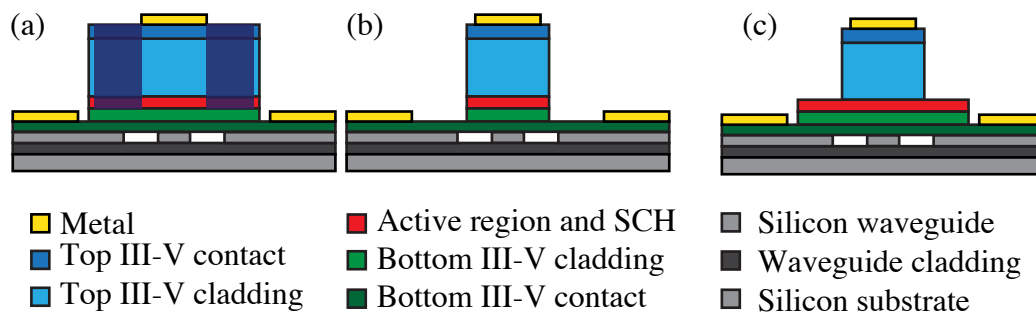 (a) (b) (c)
Metal Active region and SCH Silicon waveguide
Top III-V contact Bottom III-V cladding Waveguide cladding
Top III-V cladding Bottom III-V contact Silicon substrate